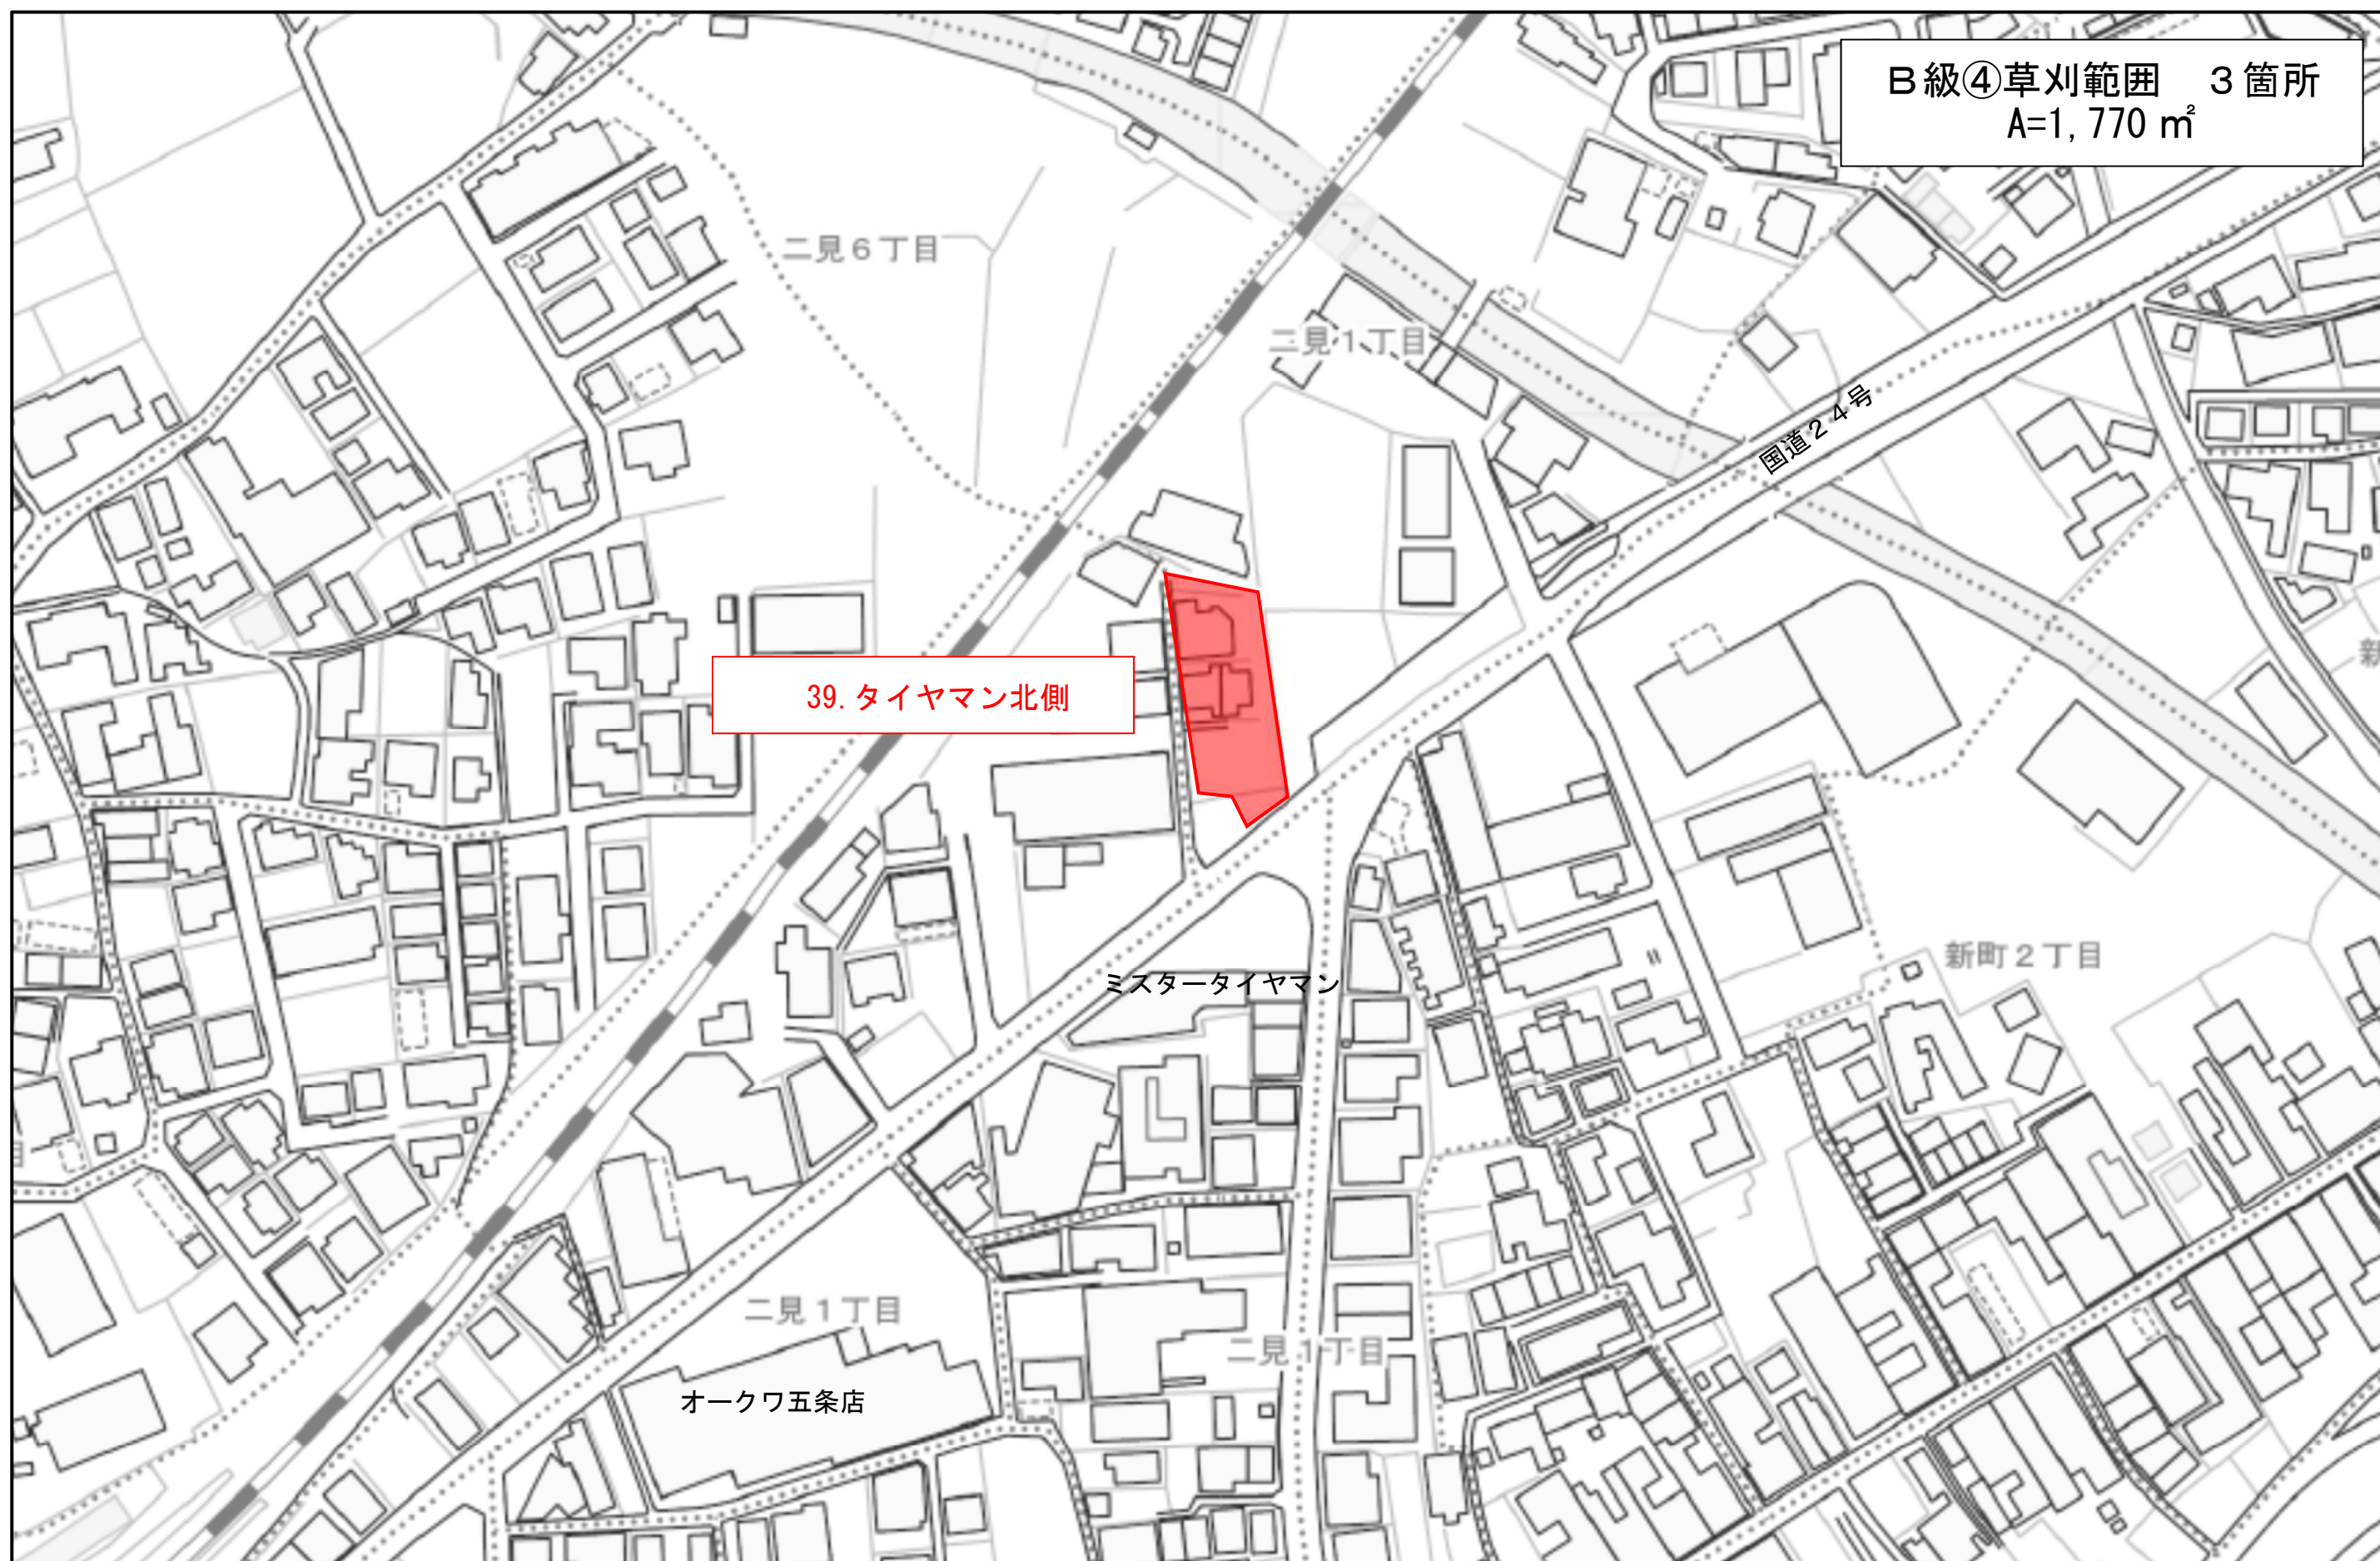 B級④草刈範囲　3箇所
A=1,770 ㎡
二見6丁目
二見1丁目
国道24号
39.タイヤマン北側
新町2丁目
ミスタータイヤマン
二見1丁目
二見1丁目
オークワ五条店